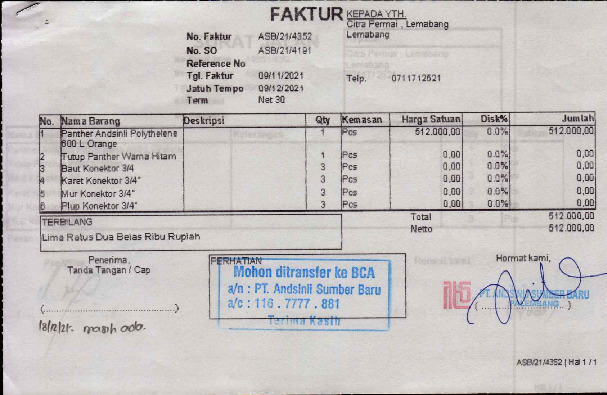 FAKTUR
KEPADA YTH.
Citra Permai , Lemabang
Lemabang
No. Faktur ASB/21/4352
No. SO ASB/21/4191
Reference No
Tgl. Faktur 09/11/2021 Telp. 0711712521
Jatuh Tempo 09/12/2021
Term Net 30
No. Nama Barang Deskripsi Qty Kemasan Harga Satuan Disk% Jumlah
1 Panther Andsinli Polythelene 1 Pcs 512.000,00 0.0% 512.000,00
600 L Orange
2 Tutup Panther Warna Hitam 1 Pcs 0,00 0.0% 0,00
3 Baut Konektor 3/4 3 Pcs 0,00 0.0% 0,00
4 Karet Konektor 3/4" 3 Pcs 0,00 0.0% 0,00
5 Mur Konektor 3/4" 3 Pcs 0,00 0.0% 0,00
6 Plup Konektor 3/4" 3 Pcs 0,00 0.0% 0,00
TERBILANG
Lima Ratus Dua Belas Ribu Rupiah
Total 512.000,00
Netto 512.000,00
Penerima,
Tanda Tangan / Cap
PERHATIAN
Mohon ditransfer ke BCA
a/n : PT. Andsinli Sumber Baru
a/c : 116 . 7777 . 881
Terima Kasih
Hormat kami,
PT. ANDSINLI SUMBER BARU
PALEMBANG
masih ada.
ASB/21/4352 | Hal 1 / 1